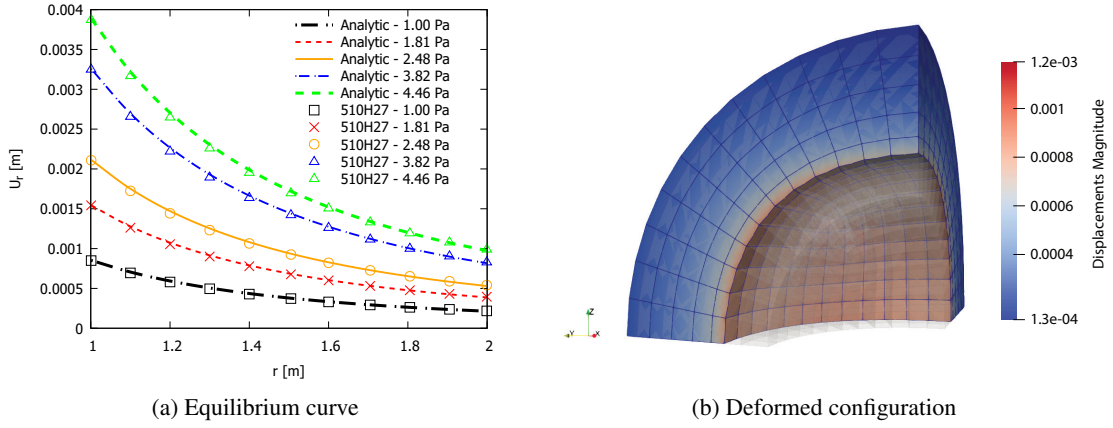 0.004
0.0035
0.003
0.0025
0.002
0.0015
0.001
0.0005
0
U_r [m]
1
1.2
1.4
1.6
1.8
2
r [m]
Analytic - 1.00 Pa
Analytic - 1.81 Pa
Analytic - 2.48 Pa
Analytic - 3.82 Pa
Analytic - 4.46 Pa
510H27 - 1.00 Pa
510H27 - 1.81 Pa
510H27 - 2.48 Pa
510H27 - 3.82 Pa
510H27 - 4.46 Pa
(a) Equilibrium curve
Z
Y
X
1.2e-03
0.001
0.0008
0.0006
0.0004
1.3e-04
Displacements Magnitude
(b) Deformed configuration